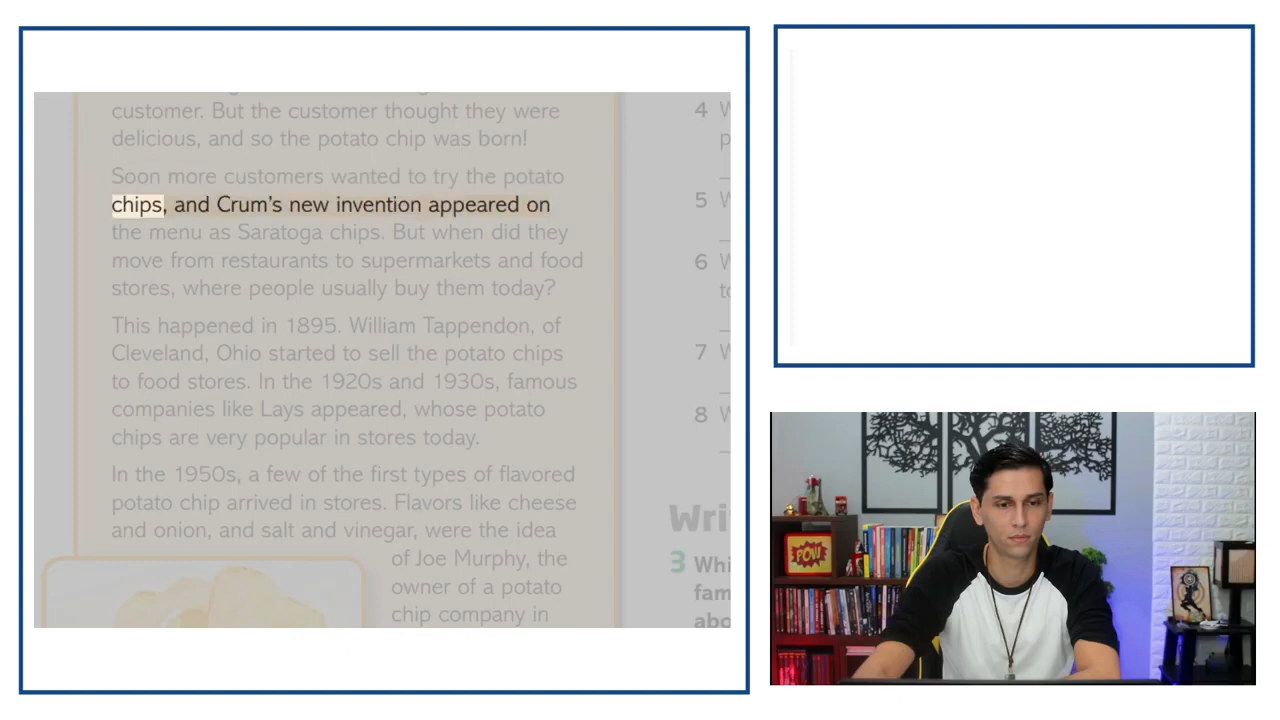 customer. But the customer thought they were
delicious, and so the potato chip was born!
Soon more customers wanted to try the potato
chips, and Crum's new invention appeared on
the menu as Saratoga chips. But when did they
move from restaurants to supermarkets and food
stores, where people usually buy them today?
This happened in 1895. William Tappendon, of
Cleveland, Ohio started to sell the potato chips
to food stores. In the 1920s and 1930s, famous
companies like Lays appeared, whose potato
chips are very popular in stores today.
In the 1950s, a few of the first types of flavored
potato chip arrived in stores. Flavors like cheese
and onion, and salt and vinegar, were the idea
of Joe Murphy, the
owner of a potato
chip company in
4
5
6
7
8
Wri
3 Whi
fam
abo
POW